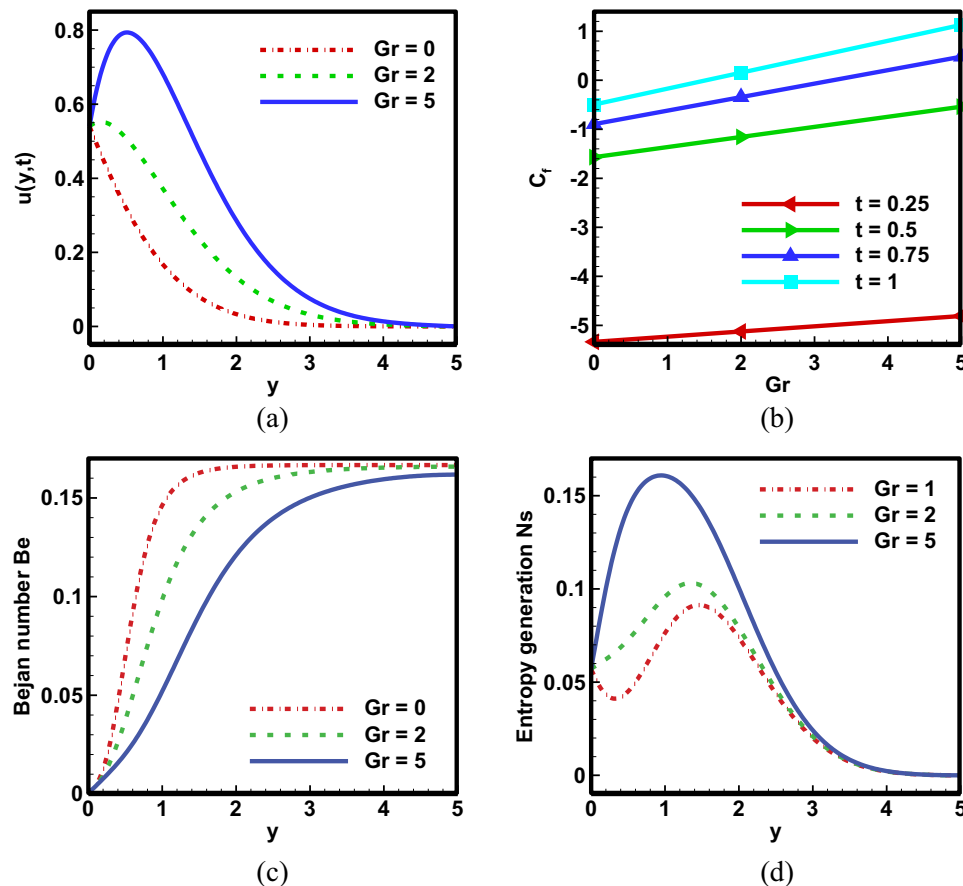 0.8
0.6
0.4
0.2
0
u(y,t)
Gr = 0
Gr = 2
Gr = 5
0 1 2 3 4 5
y
(a)
1
0
-1
-2
-3
-4
-5
Cf
t = 0.25
t = 0.5
t = 0.75
t = 1
0 1 2 3 4 5
Gr
(b)
0.15
0.1
0.05
0
Bejan number Be
Gr = 0
Gr = 2
Gr = 5
0 1 2 3 4 5
y
(c)
0.15
0.1
0.05
0
Entropy generation Ns
Gr = 1
Gr = 2
Gr = 5
0 1 2 3 4 5
y
(d)